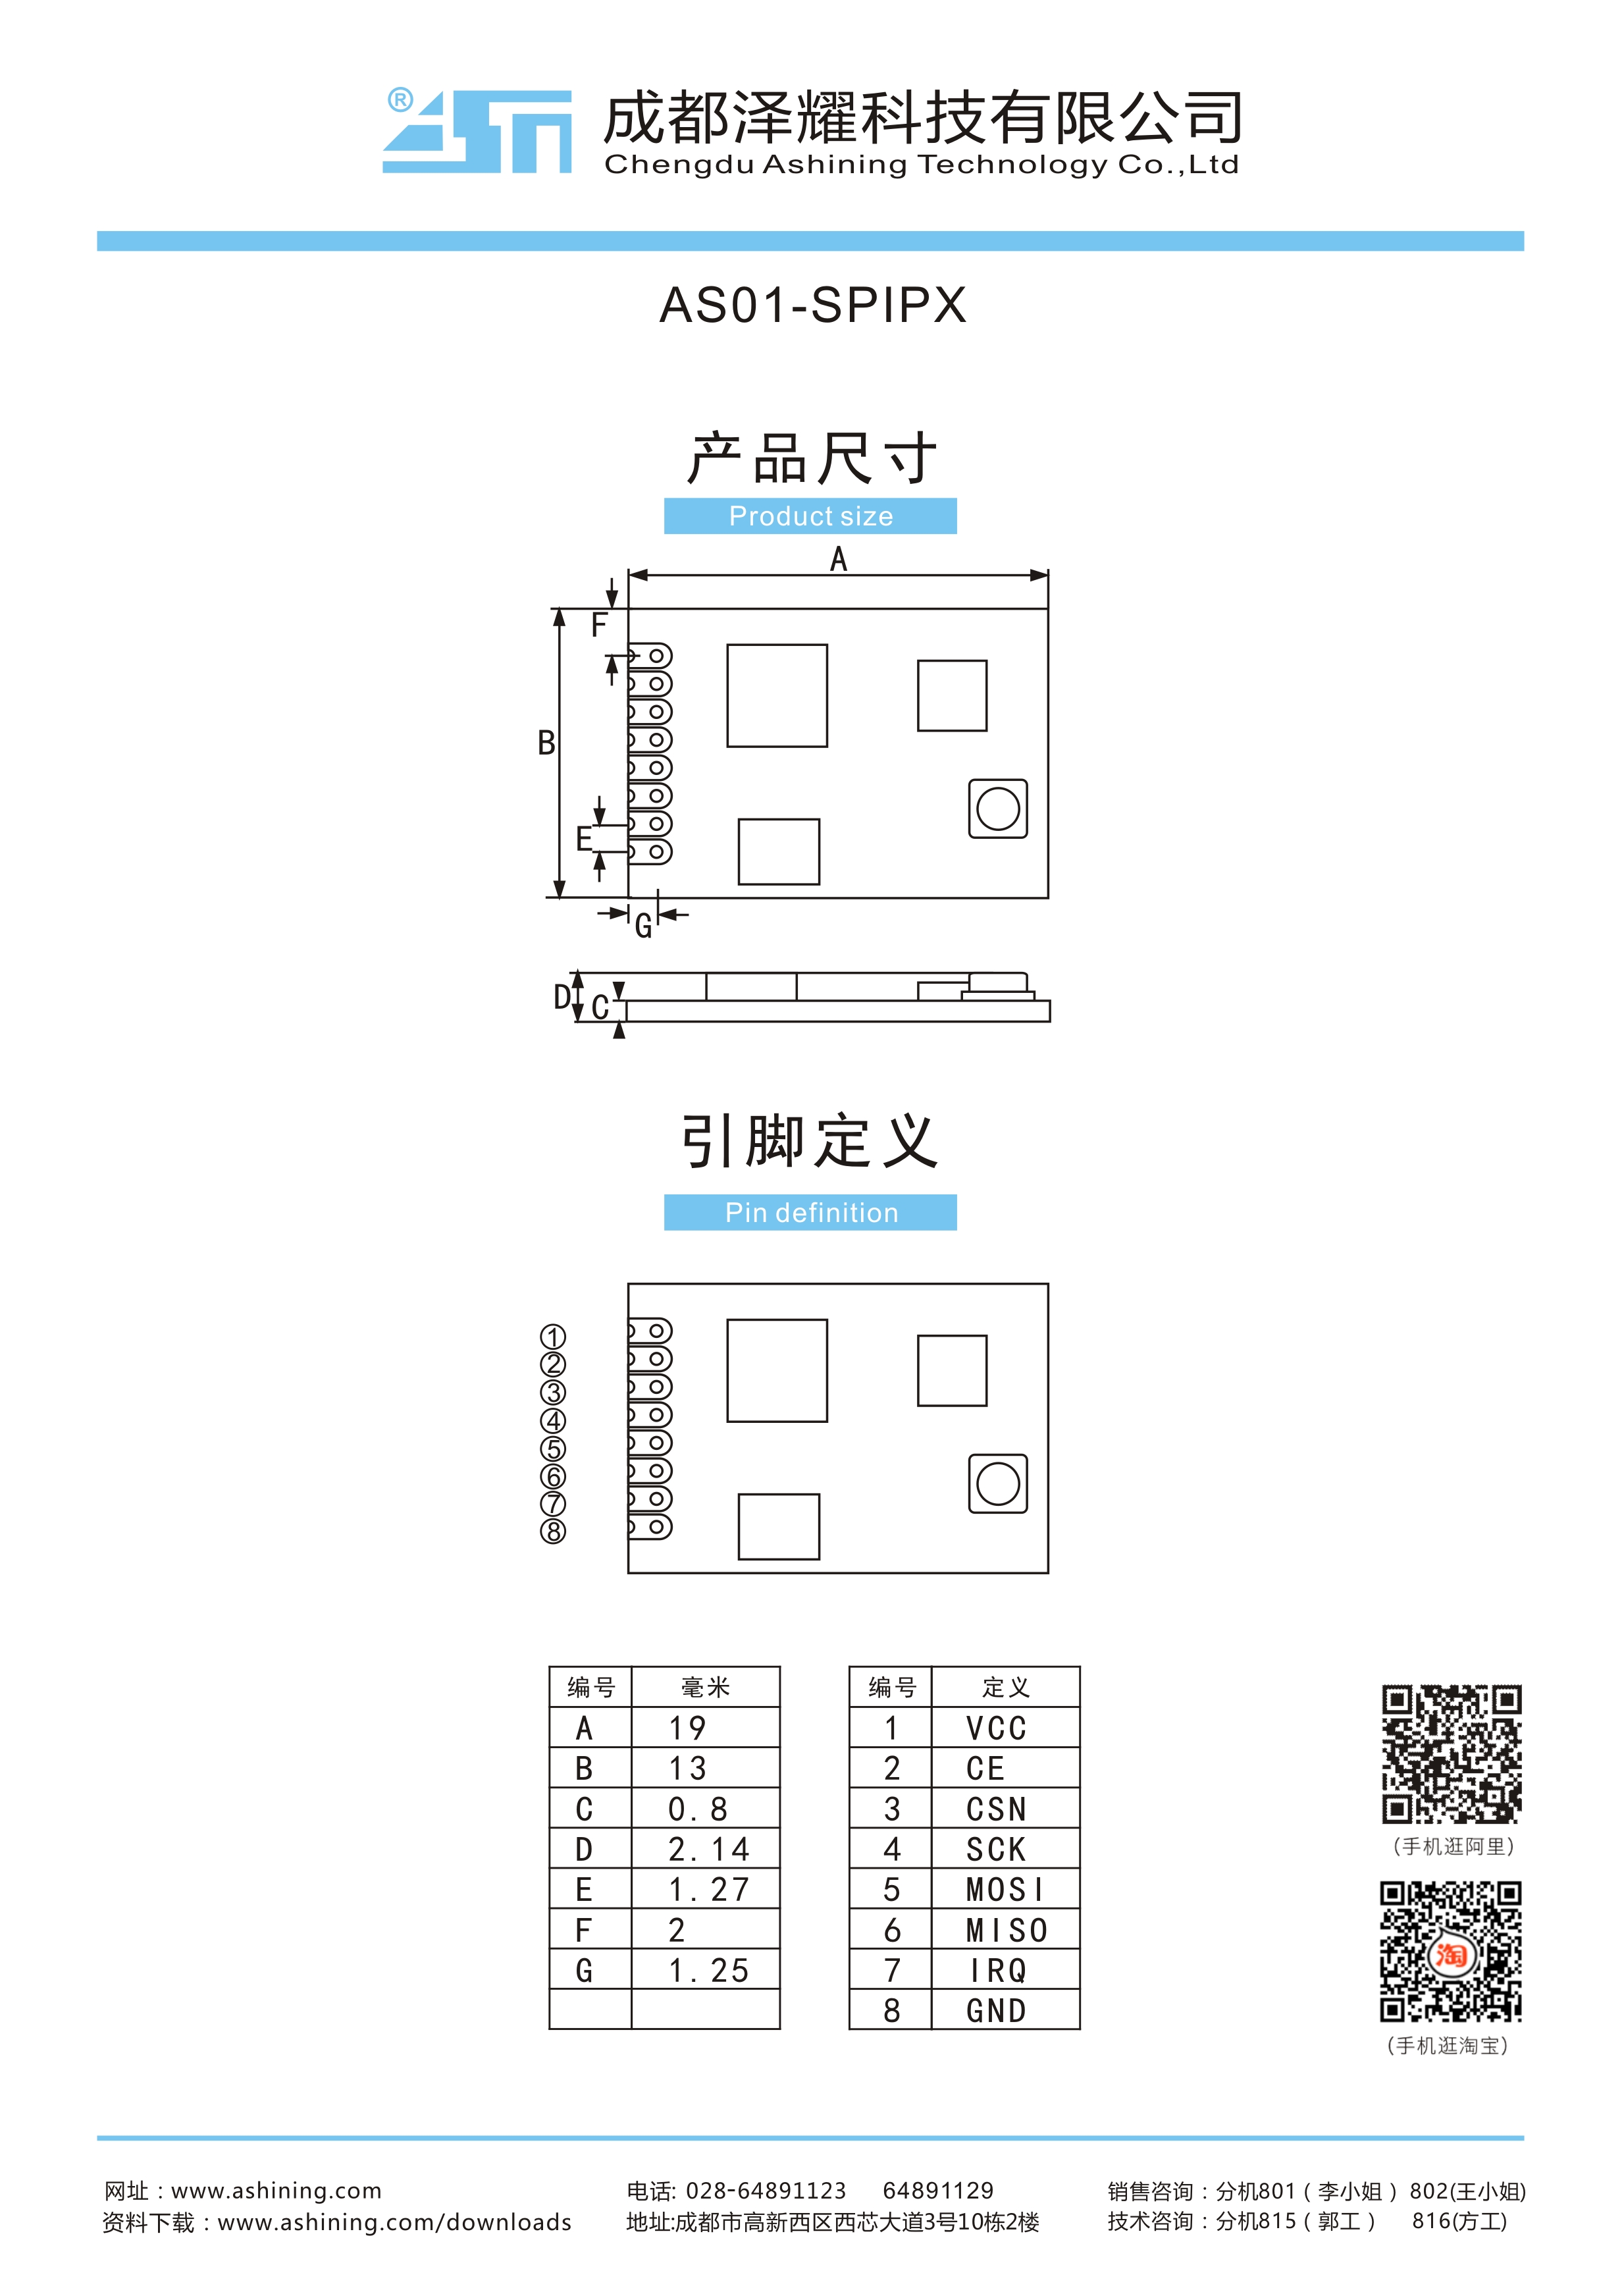 ®
成都泽耀科技有限公司
Chengdu Ashining Technology Co.,Ltd
AS01-SPIPX
产品尺寸
Product size
A
F
B
E
G
D
C
引脚定义
Pin definition
①
②
③
④
⑤
⑥
⑦
⑧
编号 毫米 编号 定义
A 19 1 VCC
B 13 2 CE
C 0.8 3 CSN
D 2.14 4 SCK
E 1.27 5 MOSI
F 2 6 MISO
G 1.25 7 IRQ
8 GND
(手机逛阿里)
淘
(手机逛淘宝)
网址：www.ashining.com 电话: 028-64891123 64891129 销售咨询：分机801（李小姐）802(王小姐)
资料下载：www.ashining.com/downloads 地址:成都市高新西区西芯大道3号10栋2楼 技术咨询：分机815（郭工） 816(方工)